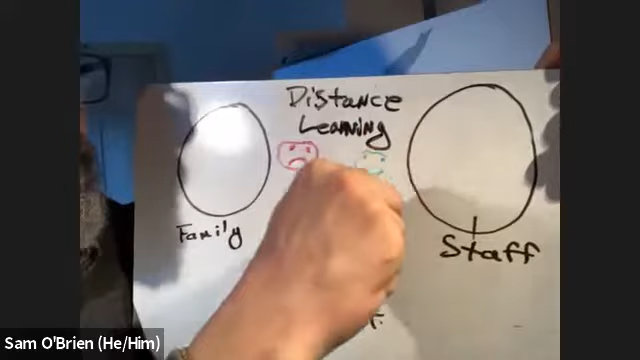 Distance
Learning
Family
Staff
Sam O'Brien (He/Him)